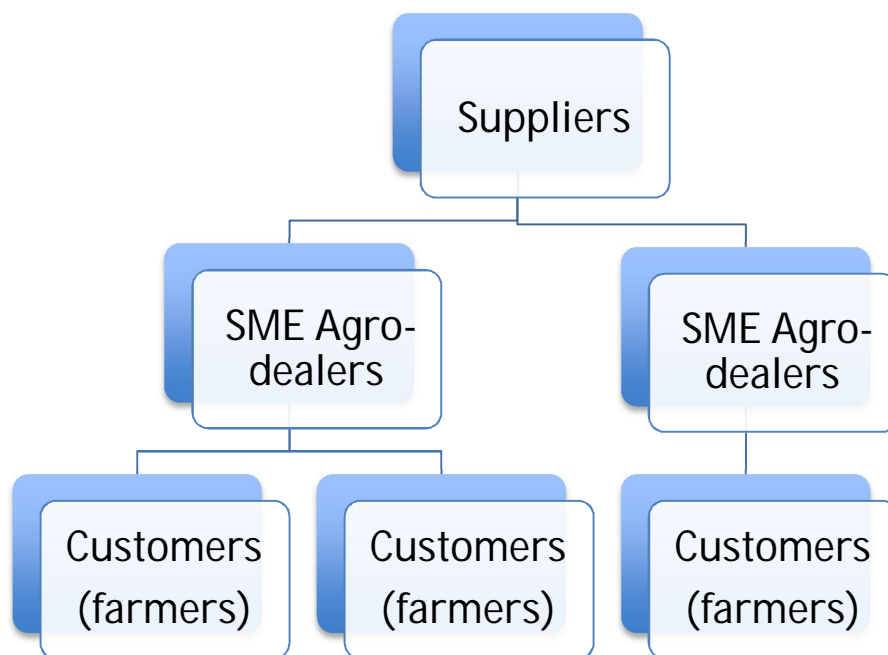 Suppliers
SME Agro-
dealers
SME Agro-
dealers
Customers
(farmers)
Customers
(farmers)
Customers
(farmers)